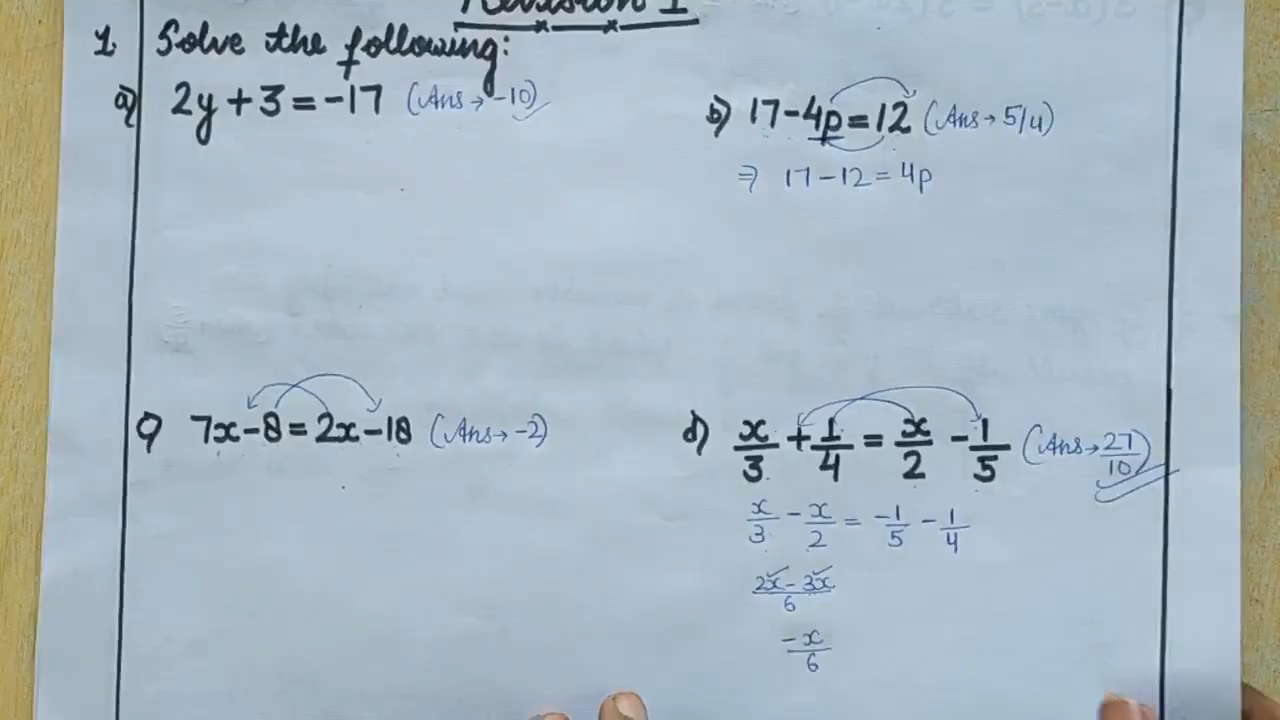 Revision 1
1. Solve the following:
a) 2y + 3 = -17 (Ans → -10)
b) 17 - 4p = 12 (Ans → 5/4)
⇒ 17 - 12 = 4p
c) 7x - 8 = 2x - 18 (Ans → -2)
d) x/3 + 1/4 = x/2 - 1/5 (Ans → 27/10)
x/3 - x/2 = -1/5 - 1/4
2x - 3x/6
-x/6